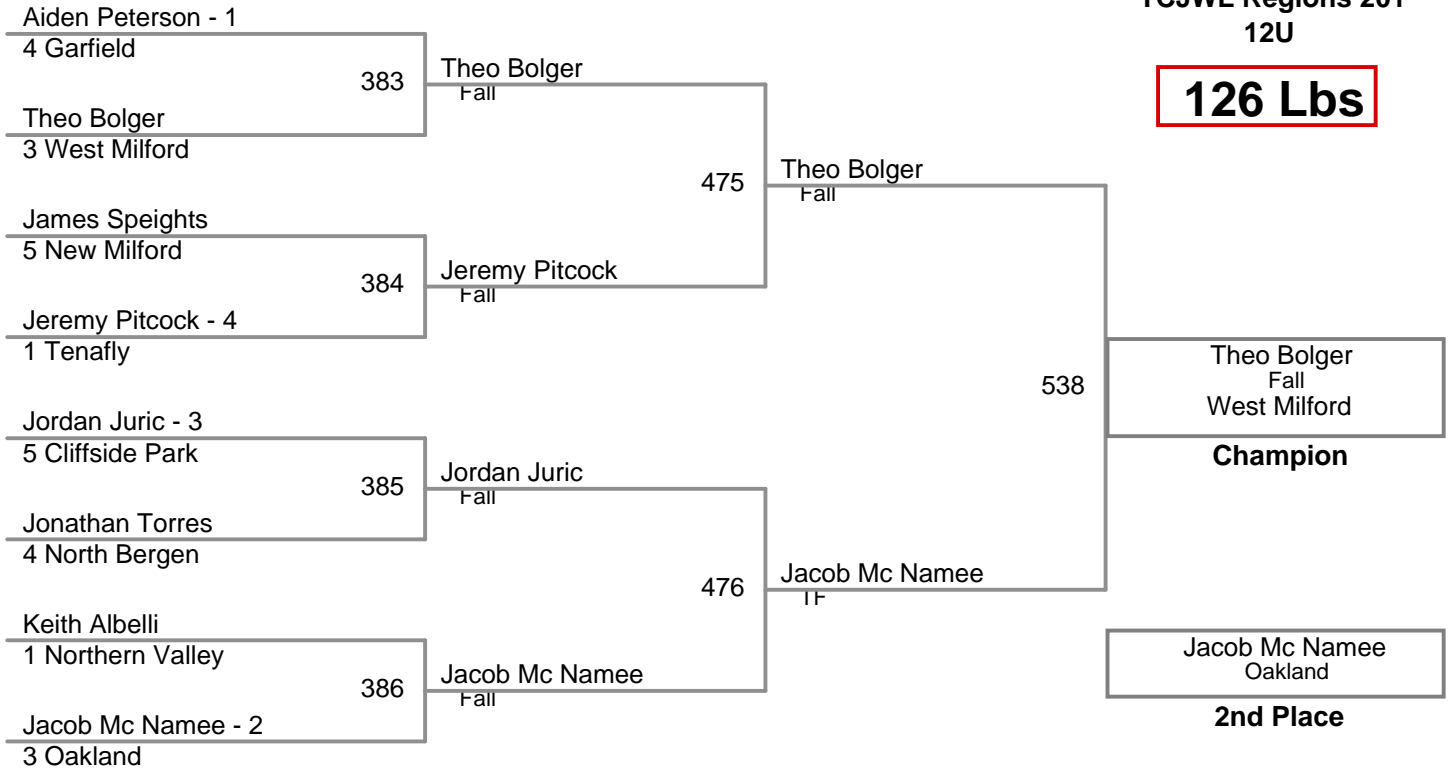 TCJWL Regions 201
12U
126 Lbs
Aiden Peterson - 1
4 Garfield
383
Theo Bolger
Fall
Theo Bolger
3 West Milford
475
Theo Bolger
Fall
James Speights
5 New Milford
384
Jeremy Pitcock
Fall
Jeremy Pitcock - 4
1 Tenafly
538
Theo Bolger
Fall
West Milford
Champion
Jordan Juric - 3
5 Cliffside Park
385
Jordan Juric
Fall
Jonathan Torres
4 North Bergen
476
Jacob Mc Namee
TF
Keith Albelli
1 Northern Valley
386
Jacob Mc Namee
Fall
Jacob Mc Namee - 2
3 Oakland
Jacob Mc Namee
Oakland
2nd Place